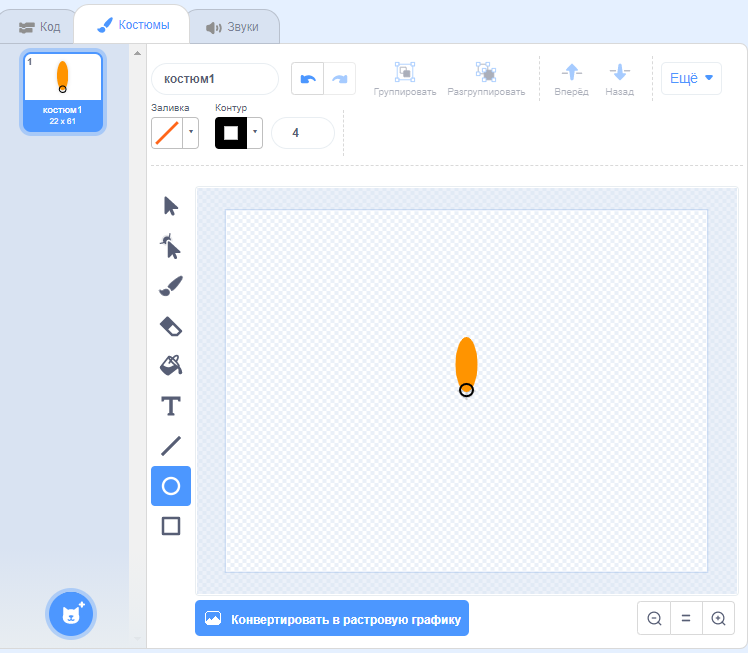 Код
Костюмы
Звуки
1
костюм1
22 x 61
костюм1
Группировать
Разгруппировать
Вперёд
Назад
Ещё
Заливка
Контур
4
Конвертировать в растровую графику